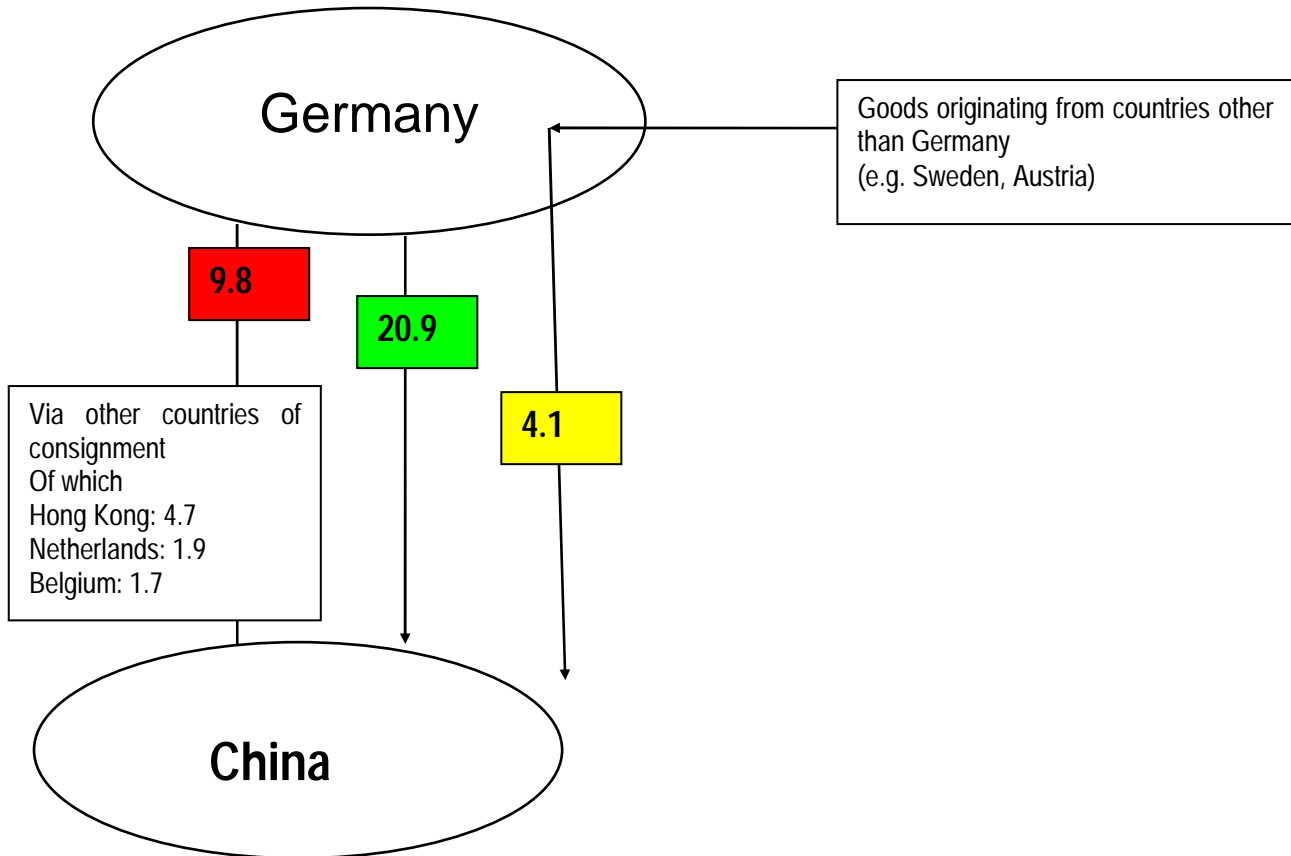 Germany
Goods originating from countries other
than Germany
(e.g. Sweden, Austria)
9.8
20.9
4.1
Via other countries of
consignment
Of which
Hong Kong: 4.7
Netherlands: 1.9
Belgium: 1.7
China